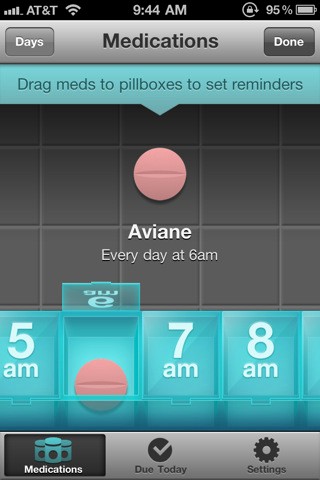 AT&T 9:44 AM 95%
Days Medications Done
Drag meds to pillboxes to set reminders
Aviane
Every day at 6am
6
am
5 7 8
am am am
Medications Due Today Settings